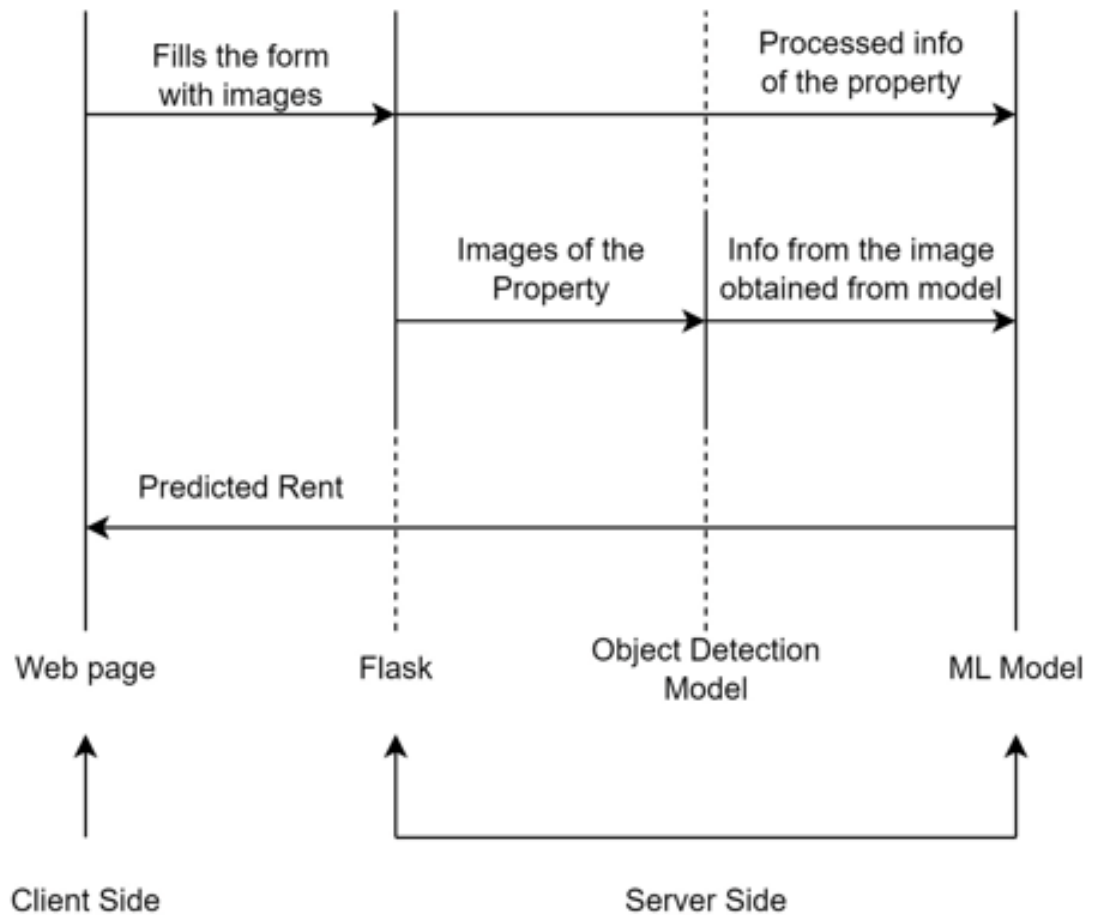 Fills the form
with images
Processed info
of the property
Images of the
Property
Info from the image
obtained from model
Predicted Rent
Web page
Flask
Object Detection
Model
ML Model
Client Side
Server Side